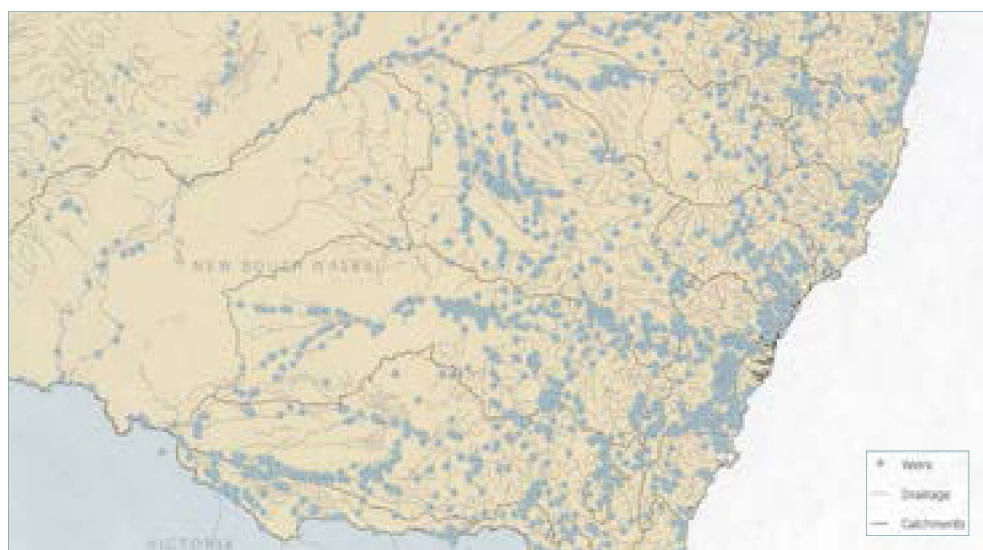 NEW SOUTH WALES
VICTORIA
Weirs
Drainage
Catchments